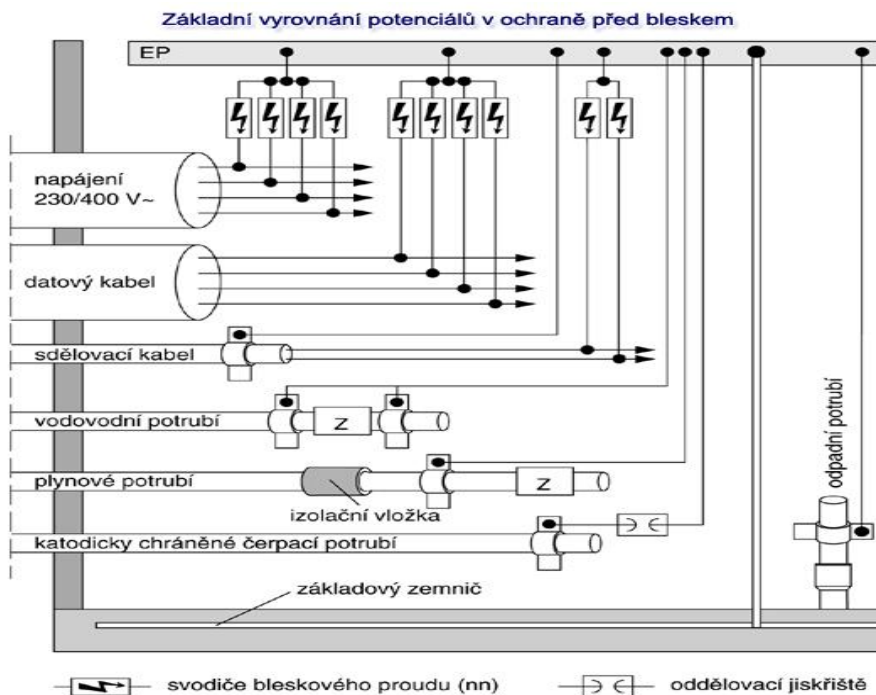 Základní vyrovnání potenciálů v ochraně před bleskem
EP
napájení
230/400 V~
datový kabel
sdělovací kabel
vodovodní potrubí
Z
plynové potrubí
Z
izolační vložka
katodicky chráněné čerpací potrubí
odpadní potrubí
základový zemnič
svodiče bleskového proudu (nn)
oddělovací jiskřiště